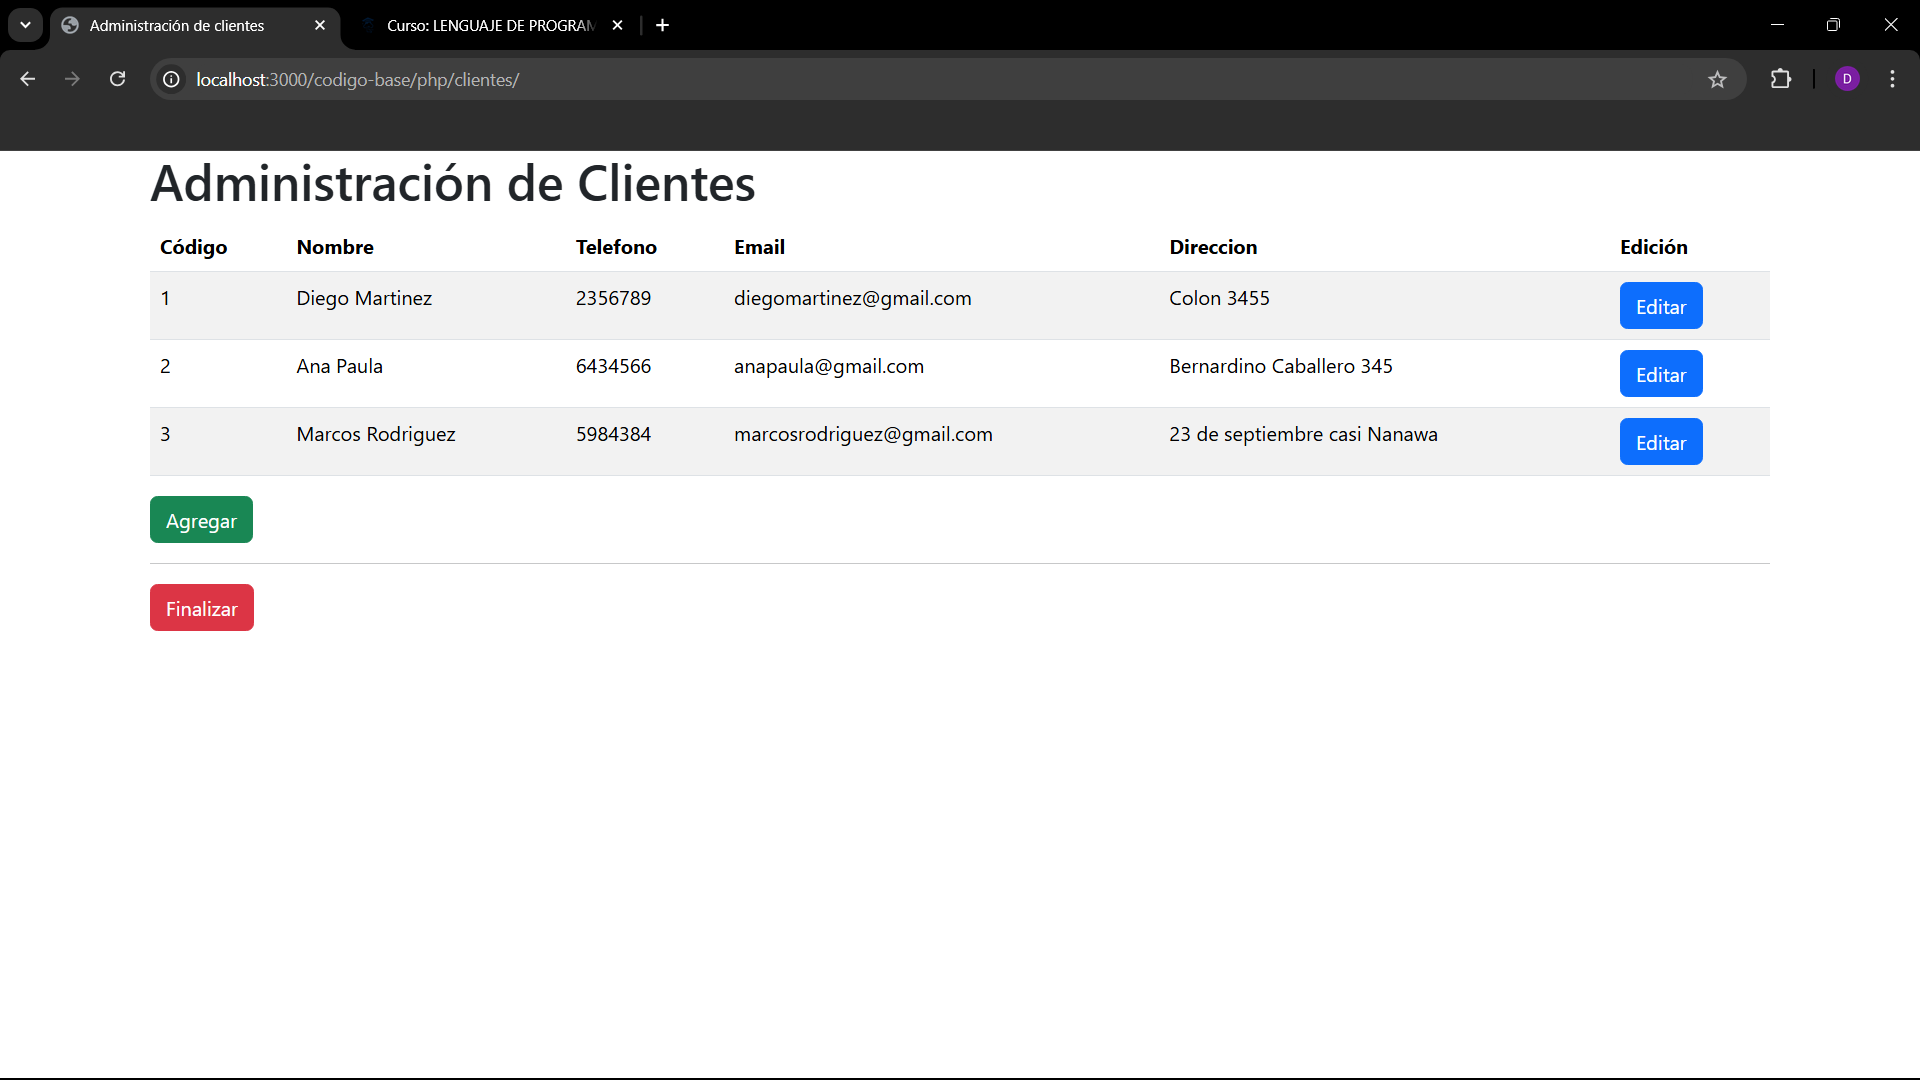 Administración de clientes
Curso: LENGUAJE DE PROGRAM
localhost:3000/codigo-base/php/clientes/
D
Administración de Clientes
Código Nombre Telefono Email Direccion Edición
1 Diego Martinez 2356789 diegomartinez@gmail.com Colon 3455 Editar
2 Ana Paula 6434566 anapaula@gmail.com Bernardino Caballero 345 Editar
3 Marcos Rodriguez 5984384 marcosrodriguez@gmail.com 23 de septiembre casi Nanawa Editar
Agregar
Finalizar